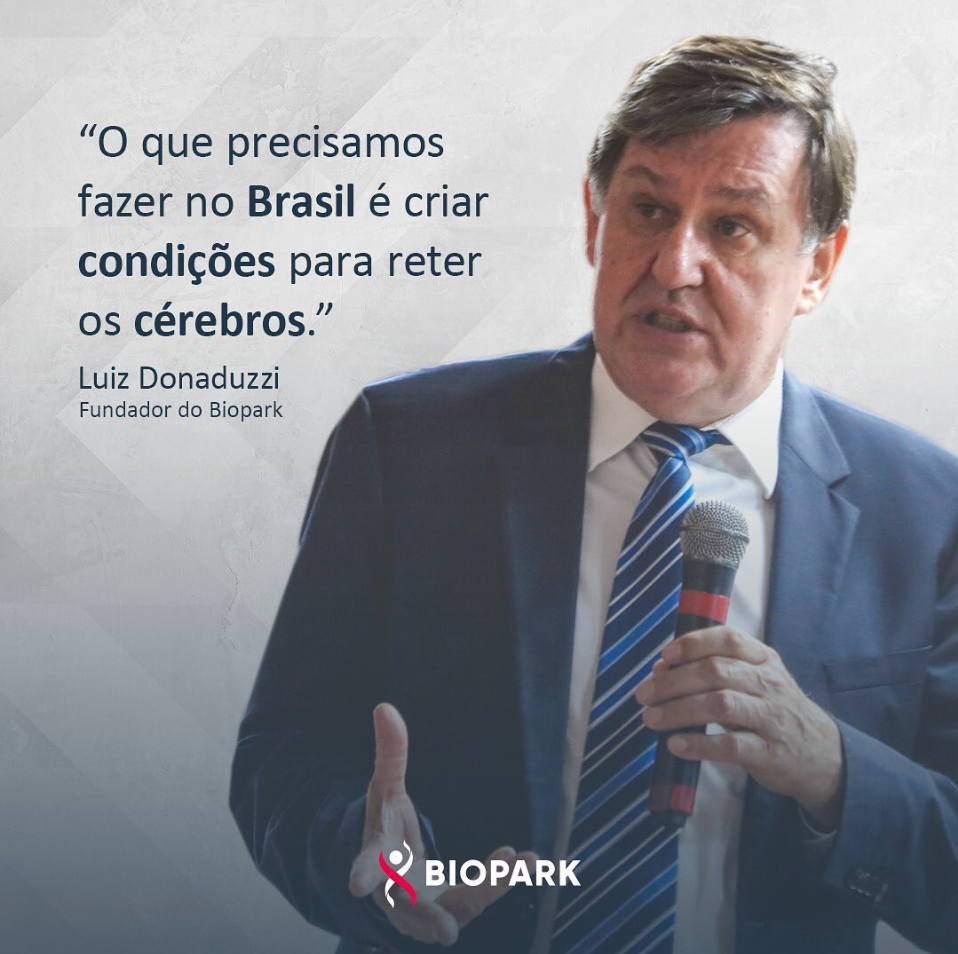 “O que precisamos
fazer no Brasil é criar
condições para reter
os cérebros.”
Luiz Donaduzzi
Fundador do Biopark
BIOPARK